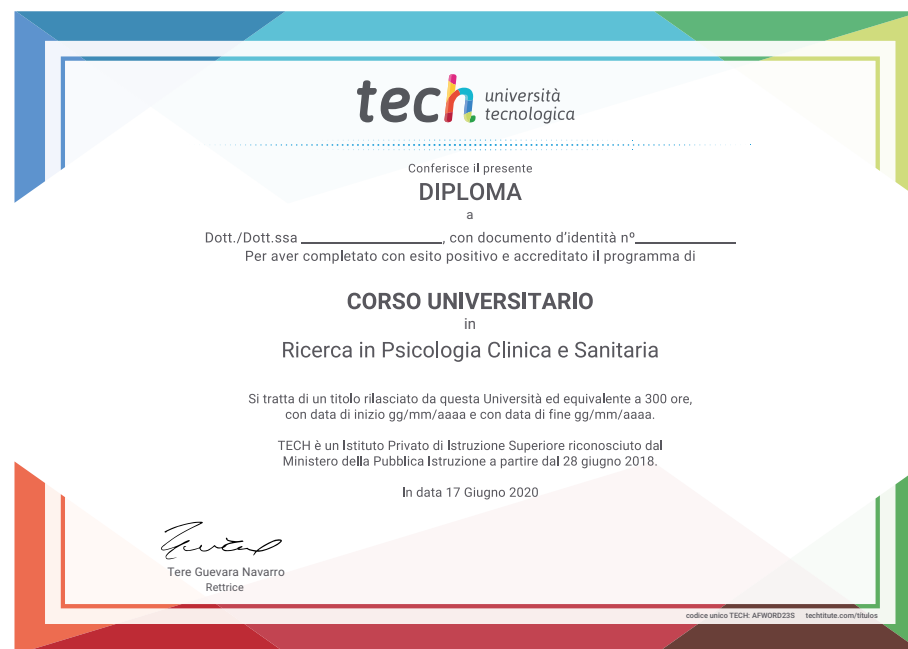 tech università
tecnologica
Conferisce il presente
DIPLOMA
a
Dott./Dott.ssa ____________________, con documento d'identità nº______________
Per aver completato con esito positivo e accreditato il programma di
CORSO UNIVERSITARIO
in
Ricerca in Psicologia Clinica e Sanitaria
Si tratta di un titolo rilasciato da questa Università ed equivalente a 300 ore,
con data di inizio gg/mm/aaaa e con data di fine gg/mm/aaaa.
TECH è un Istituto Privato di Istruzione Superiore riconosciuto dal
Ministero della Pubblica Istruzione a partire dal 28 giugno 2018.
In data 17 Giugno 2020
Tere Guevara Navarro
Rettrice
codice unico TECH: AFWORD23S techtitute.com/títulos